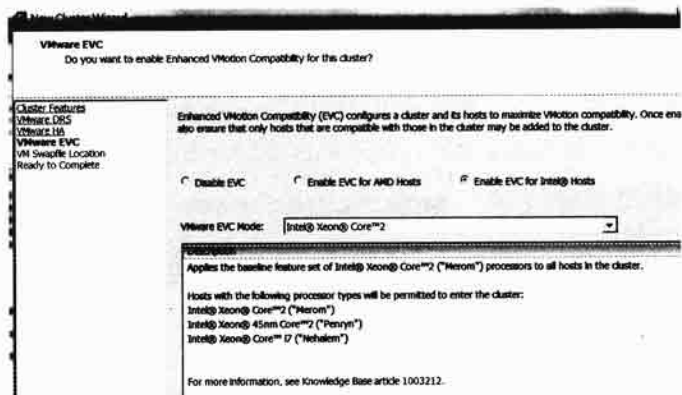 New Cluster Wizard
VMware EVC
Do you want to enable Enhanced VMotion Compatibility for this cluster?
Cluster Features
VMware DRS
VMware HA
VMware EVC
VM Swapfile Location
Ready to Complete
Enhanced VMotion Compatibility (EVC) configures a cluster and its hosts to maximize VMotion compatibility. Once ena
also ensure that only hosts that are compatible with those in the cluster may be added to the cluster.
Disable EVC
Enable EVC for AMD Hosts
Enable EVC for Intel® Hosts
VMware EVC Mode:
Intel® Xeon® Core™2
Description
Applies the baseline feature set of Intel® Xeon® Core™2 ("Merom") processors to all hosts in the cluster.
Hosts with the following processor types will be permitted to enter the cluster:
Intel® Xeon® Core™2 ("Merom")
Intel® Xeon® 45nm Core™2 ("Penryn")
Intel® Xeon® Core™ i7 ("Nehalem")
For more information, see Knowledge Base article 1003212.